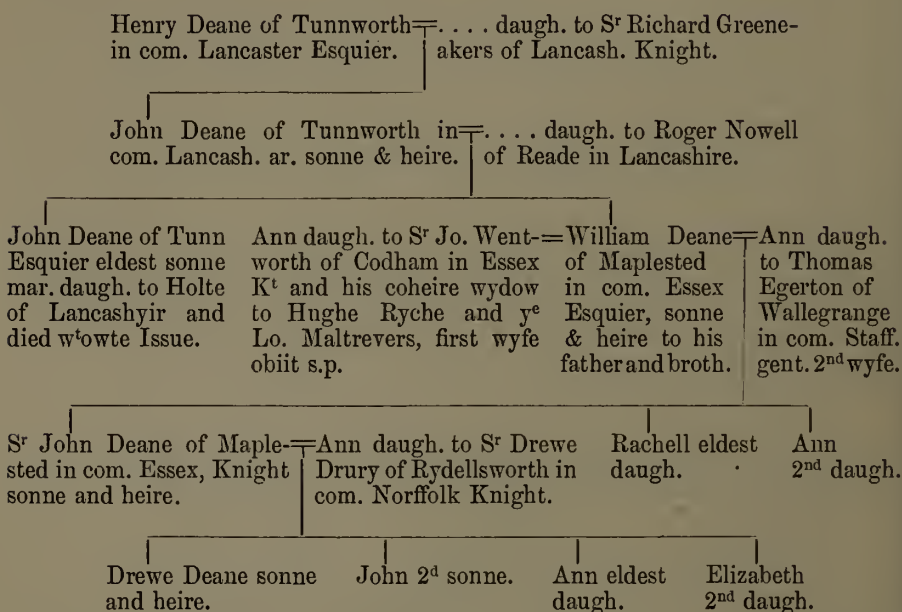 Henry Deane of Tunnworth=. . . . daugh. to Sʳ Richard Greene-
in com. Lancaster Esquier. akers of Lancash. Knight.
John Deane of Tunnworth in=. . . . daugh. to Roger Nowell
com. Lancash. ar. sonne & heire. of Reade in Lancashire.
John Deane of Tunn
Esquier eldest sonne
mar. daugh. to Holte
of Lancashyir and
died wᵗowte Issue.
Ann daugh. to Sʳ Jo. Went-
worth of Codham in Essex
Kᵗ and his coheire wydow
to Hughe Ryche and yᵉ
Lo. Maltrevers, first wyfe
obiit s.p.
=William Deane=
of Maplested
in com. Essex
Esquier, sonne
& heire to his
father and broth.
Ann daugh.
to Thomas
Egerton of
Wallegrange
in com. Staff.
gent. 2ⁿᵈ wyfe.
Sʳ John Deane of Maple-
sted in com. Essex, Knight
sonne and heire.
=Ann daugh. to Sʳ Drewe
Drury of Rydellsworth in
com. Norffolk Knight.
Rachell eldest
daugh.
Ann
2ⁿᵈ daugh.
Drewe Deane sonne
and heire.
John 2ᵈ sonne.
Ann eldest
daugh.
Elizabeth
2ⁿᵈ daugh.